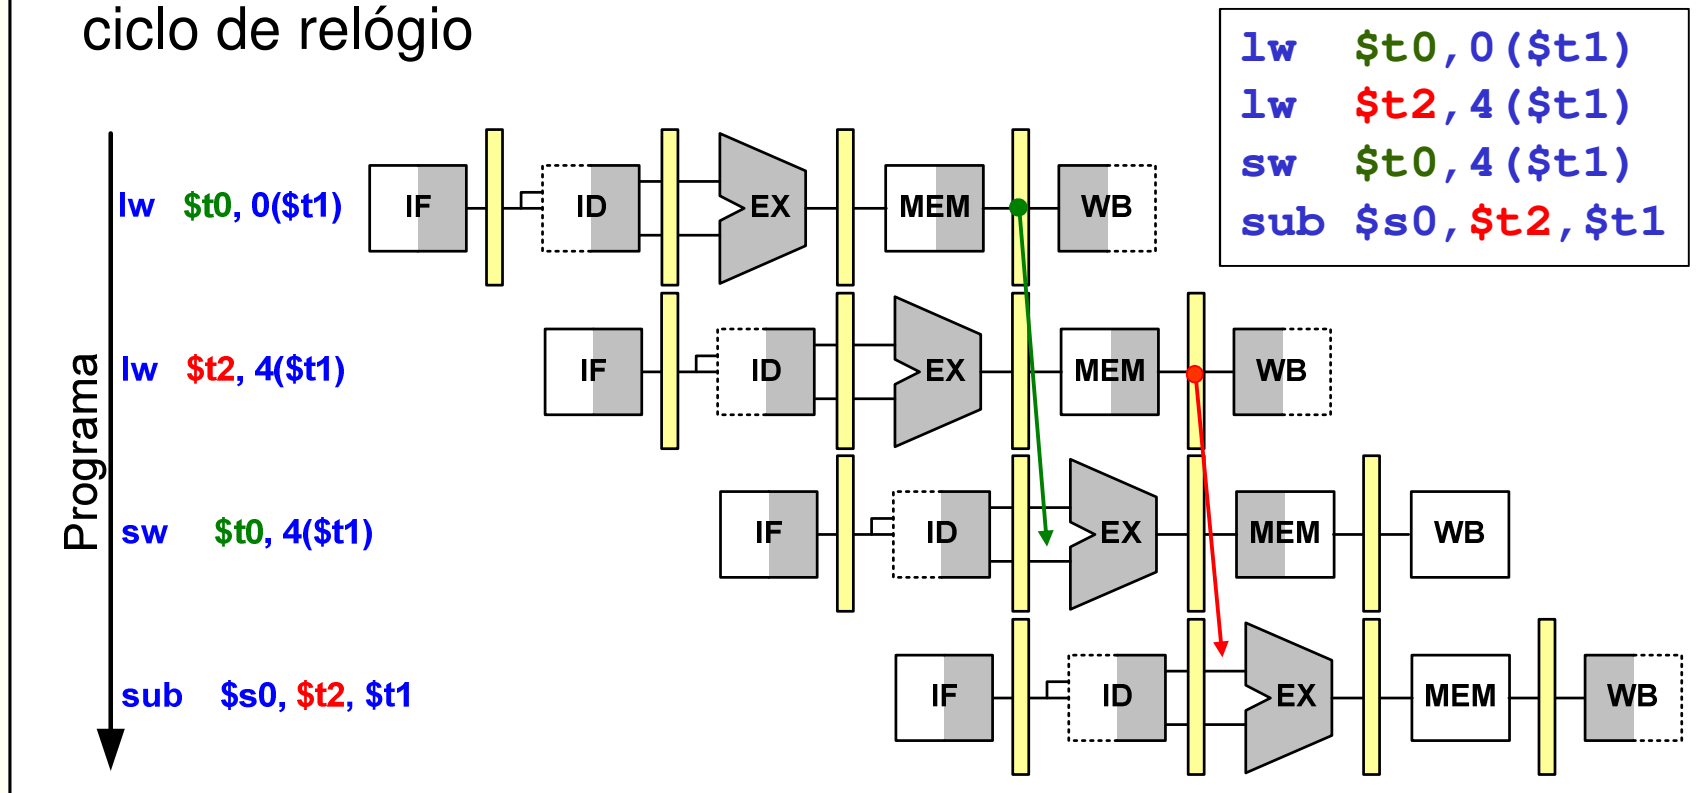 ciclo de relógio
lw $t0,0($t1)
lw $t2,4($t1)
sw $t0,4($t1)
sub $s0,$t2,$t1
Programa
lw $t0, 0($t1) IF ID EX MEM WB
lw $t2, 4($t1) IF ID EX MEM WB
sw $t0, 4($t1) IF ID EX MEM WB
sub $s0, $t2, $t1 IF ID EX MEM WB